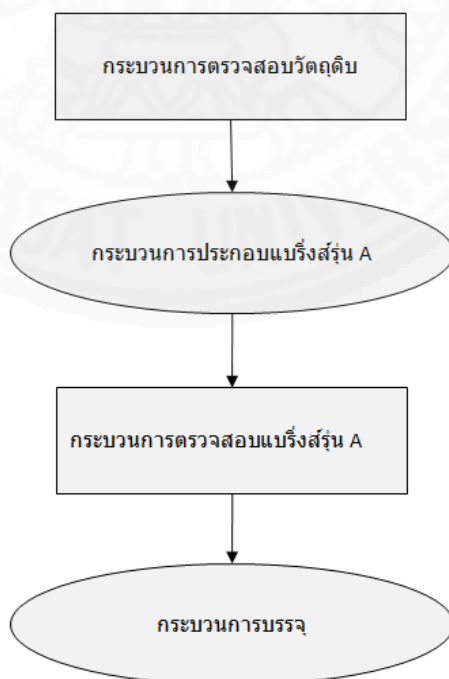 กระบวนการตรวจสอบวัตถุดิบ
กระบวนการประกอบแบริ่งส์รุ่น A
กระบวนการตรวจสอบแบริ่งส์รุ่น A
กระบวนการบรรจุ